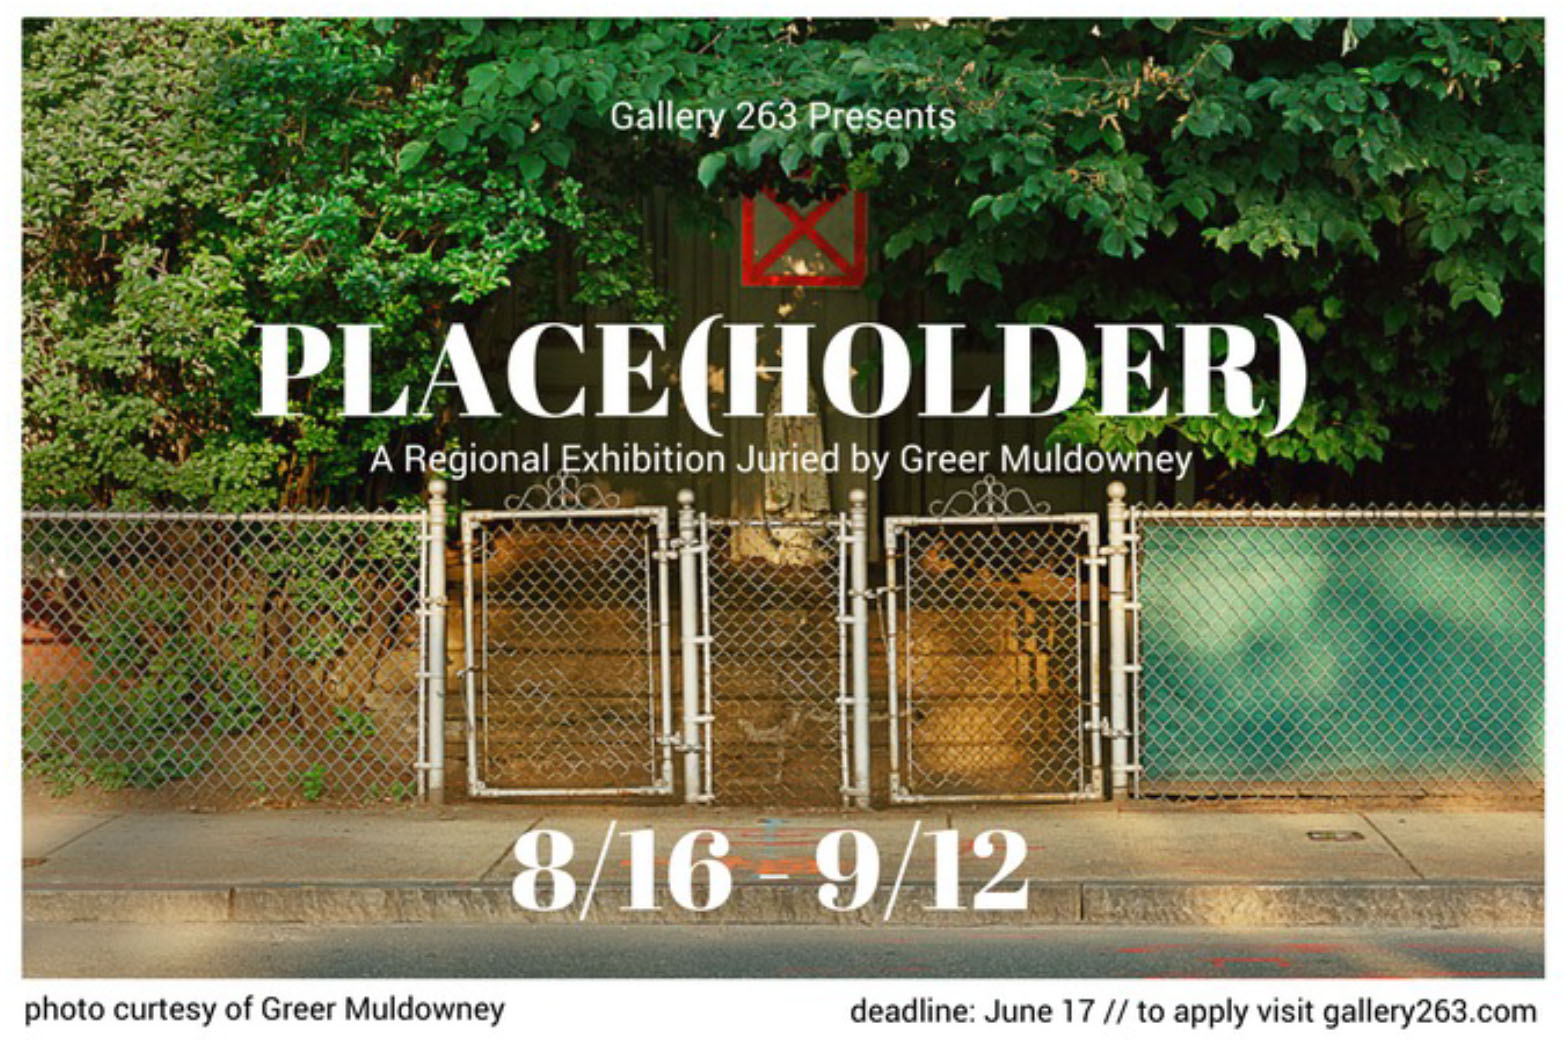 Gallery 263 Presents
PLACE(HOLDER)
A Regional Exhibition Juried by Greer Muldowney
8/16 - 9/12
photo curtesy of Greer Muldowney
deadline: June 17 // to apply visit gallery263.com